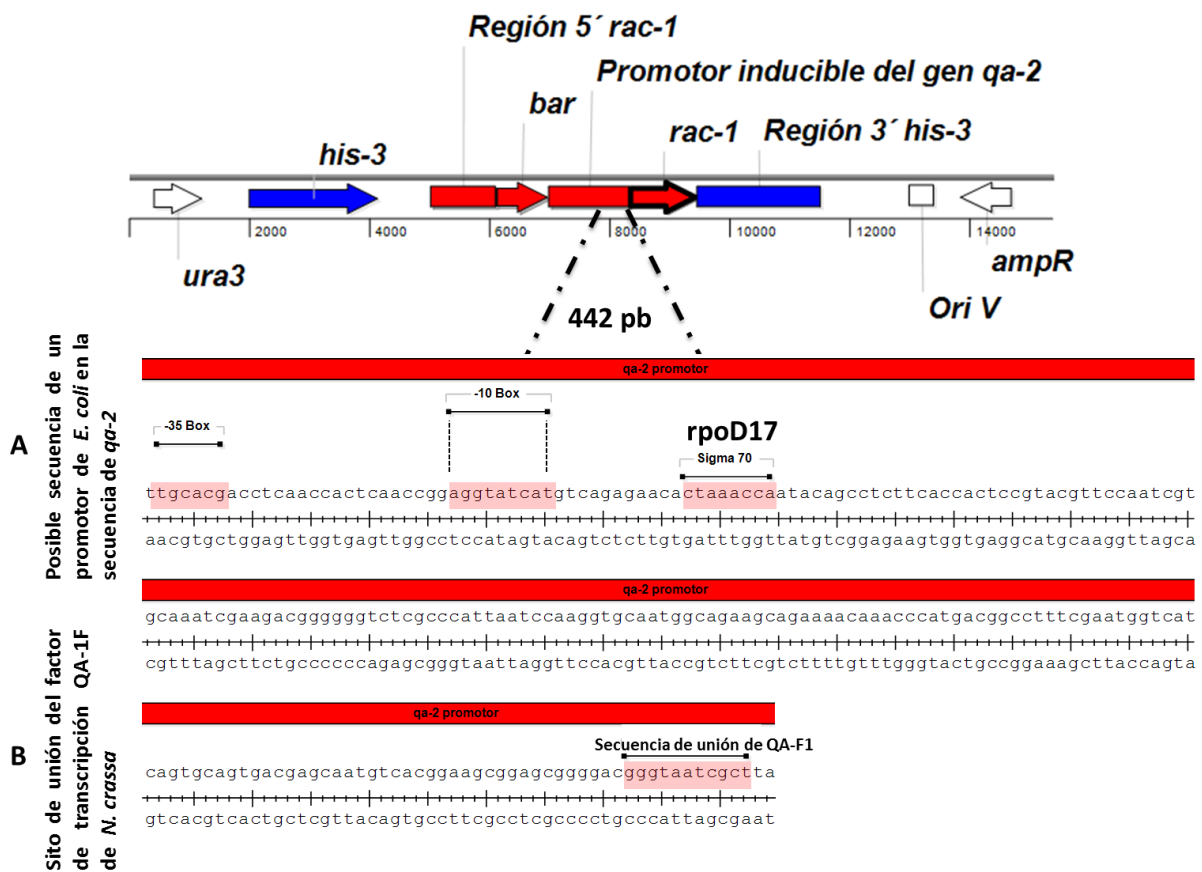 Región 5´ rac-1
Promotor inducible del gen qa-2
bar
rac-1
Región 3´ his-3
his-3
2000
4000
6000
8000
10000
12000
14000
ura3
ampR
Ori V
442 pb
A
Posible secuencia de un
promotor de E. coli en la
secuencia de qa-2
qa-2 promotor
-35 Box
-10 Box
rpoD17
Sigma 70
ttgcacgacctcaaccactcaaccggaggtatcatgtcagagaacactaaaccaatacagcctcttcaccactccgtacgttccaatcgt
aacgtgctggagttggtgagttggcctccatagtacagtctcttgtgatttggttatgtcggagaagtggtgaggcatgcaaggttagca
qa-2 promotor
gcaaatcgaagacggggggtctcgcccattaatccaaggtgcaatggcagaagcagaaaacaaacccatgacggcctttcgaatggtcat
cgtttagcttctgccccccagagcgggtaattaggttccacgttaccgtcttcgtcttttgtttgggtactgccggaaagcttaccagta
B
Sito de unión del factor
de transcripción QA-1F
de N. crassa
qa-2 promotor
Secuencia de unión de QA-F1
cagtgcagtgacgagcaatgtcacggaagcggagcggggacgggtaatcgcttta
gtcacgtcactgctcgttacagtgccttcgcctcgcccctgcccattagcgaat